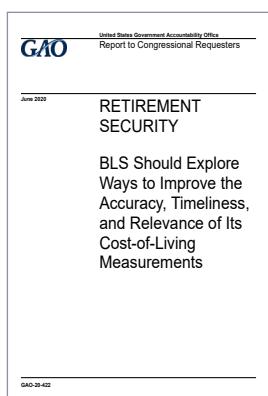 United States Government Accountability Office
GAO
Report to Congressional Requesters
June 2020
RETIREMENT
SECURITY
BLS Should Explore
Ways to Improve the
Accuracy, Timeliness,
and Relevance of Its
Cost-of-Living
Measurements
GAO-20-422